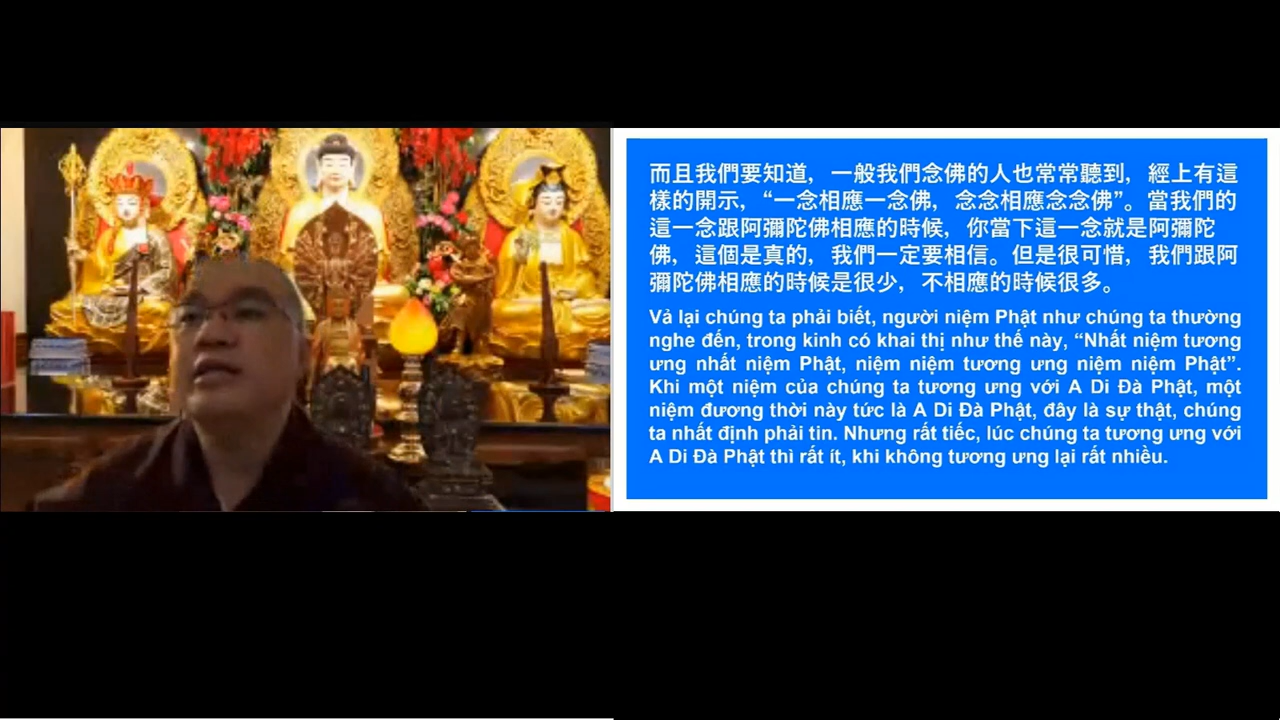 而且我們要知道，一般我們念佛的人也常常聽到，經上有這
樣的開示，“一念相應一念佛，念念相應念念佛”。當我們的
這一念跟阿彌陀佛相應的時候，你當下這一念就是阿彌陀
佛，這個是真的，我們一定要相信。但是很可惜，我們跟阿
彌陀佛相應的時候是很少，不相應的時候很多。
Vả lại chúng ta phải biết, người niệm Phật như chúng ta thường
nghe đến, trong kinh có khai thị như thế này, “Nhất niệm tương
ưng nhất niệm Phật, niệm niệm tương ưng niệm niệm Phật”.
Khi một niệm của chúng ta tương ưng với A Di Đà Phật, một
niệm đương thời này tức là A Di Đà Phật, đây là sự thật, chúng
ta nhất định phải tin. Nhưng rất tiếc, lúc chúng ta tương ưng với
A Di Đà Phật thì rất ít, khi không tương ưng lại rất nhiều.